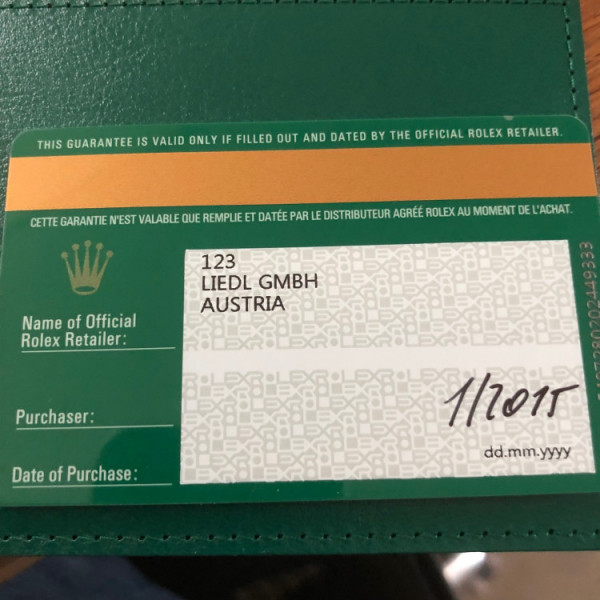 THIS GUARANTEE IS VALID ONLY IF FILLED OUT AND DATED BY THE OFFICIAL ROLEX RETAILER.
CETTE GARANTIE N'EST VALABLE QUE REMPLIE ET DATÉE PAR LE DISTRIBUTEUR AGRÉÉ ROLEX AU MOMENT DE L'ACHAT.
123
LIEDL GMBH
AUSTRIA
Name of Official
Rolex Retailer:
Purchaser:
1/2015
Date of Purchase:
dd.mm.yyyy